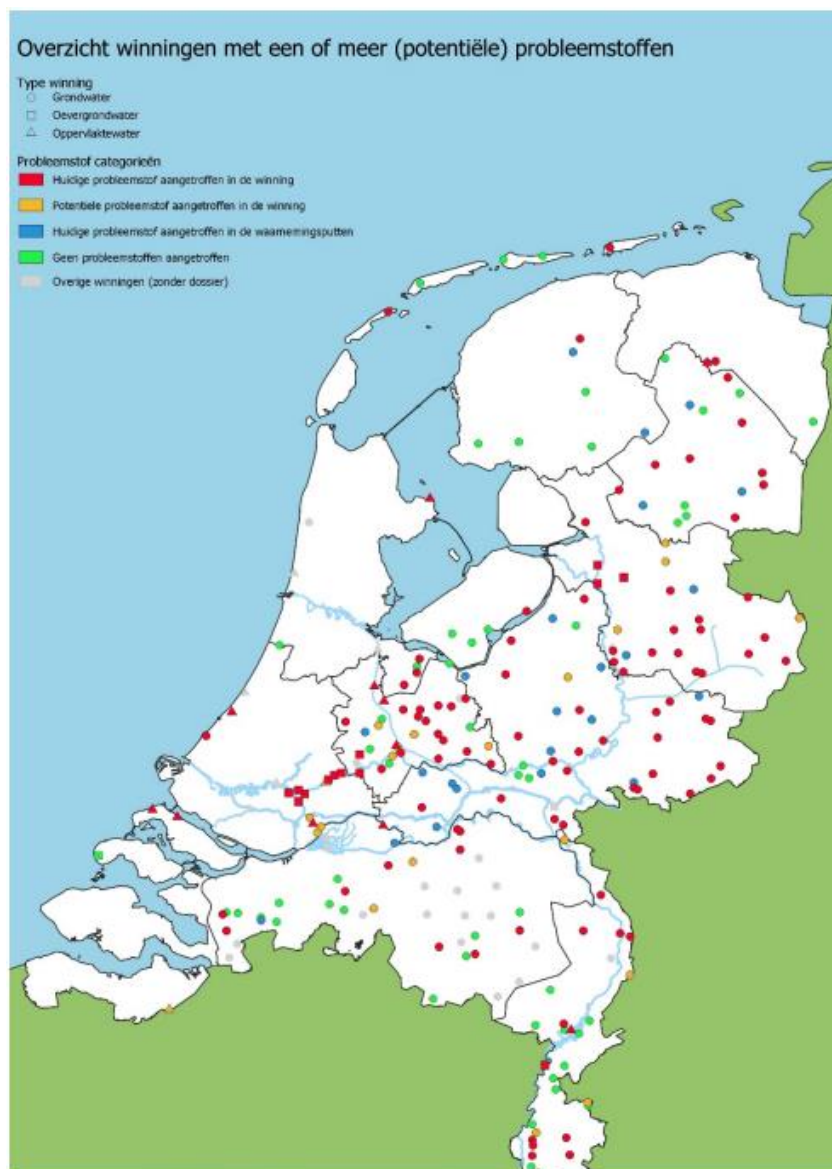 Overzicht winningen met een of meer (potentiële) probleemstoffen
Type winning
Grondwater
Oevergrondwater
Oppervlaktewater
Probleemstof categorieën
Huidige probleemstof aangetroffen in de winning
Potentiele probleemstof aangetroffen in de winning
Huidige probleemstof aangetroffen in de waarnemingsputten
Geen probleemstoffen aangetroffen
Overige winningen (zonder dossier)